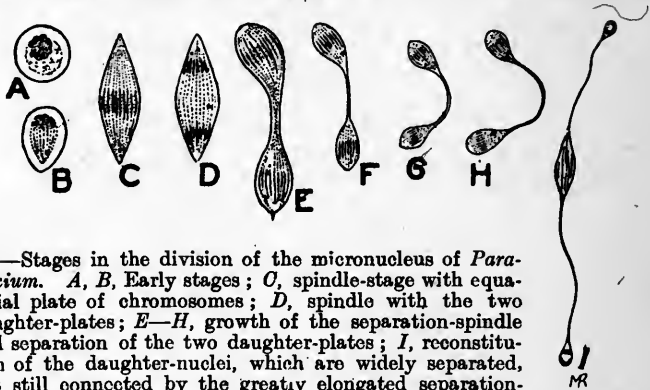 A
B
C
D
E
F
G
H
I
MR
—Stages in the division of the micronucleus of Para-
cium. A, B, Early stages; C, spindle-stage with equa-
ial plate of chromosomes; D, spindle with the two
ghter-plates; E—H, growth of the separation-spindle
l separation of the two daughter-plates; I, reconstitu-
n of the daughter-nuclei, which are widely separated,
still connected by the greatly elongated separation-